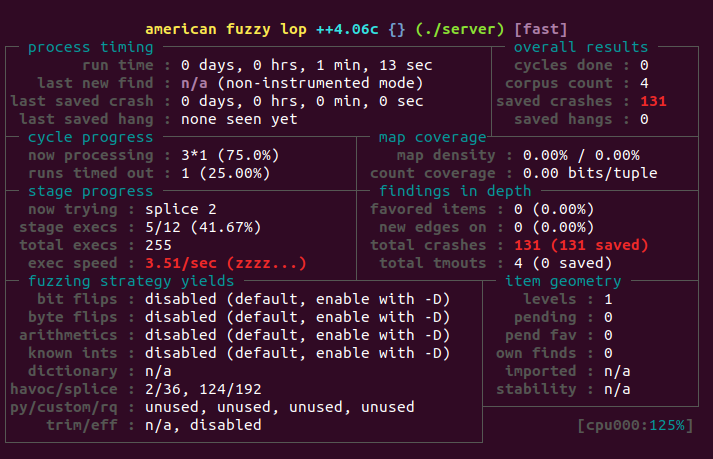 american fuzzy lop ++4.06c {} (./server) [fast]
process timing
overall results
run time : 0 days, 0 hrs, 1 min, 13 sec
cycles done : 0
last new find : n/a (non-instrumented mode)
corpus count : 4
last saved crash : 0 days, 0 hrs, 0 min, 0 sec
saved crashes : 131
last saved hang : none seen yet
saved hangs : 0
cycle progress
map coverage
now processing : 3*1 (75.0%)
map density : 0.00% / 0.00%
runs timed out : 1 (25.00%)
count coverage : 0.00 bits/tuple
stage progress
findings in depth
now trying : splice 2
favored items : 0 (0.00%)
stage execs : 5/12 (41.67%)
new edges on : 0 (0.00%)
total execs : 255
total crashes : 131 (131 saved)
exec speed : 3.51/sec (zzzz...)
total tmouts : 4 (0 saved)
fuzzing strategy yields
item geometry
bit flips : disabled (default, enable with -D)
levels : 1
byte flips : disabled (default, enable with -D)
pending : 0
arithmetics : disabled (default, enable with -D)
pend fav : 0
known ints : disabled (default, enable with -D)
own finds : 0
dictionary : n/a
imported : n/a
havoc/splice : 2/36, 124/192
stability : n/a
py/custom/rq : unused, unused, unused, unused
trim/eff : n/a, disabled
[cpu000:125%]